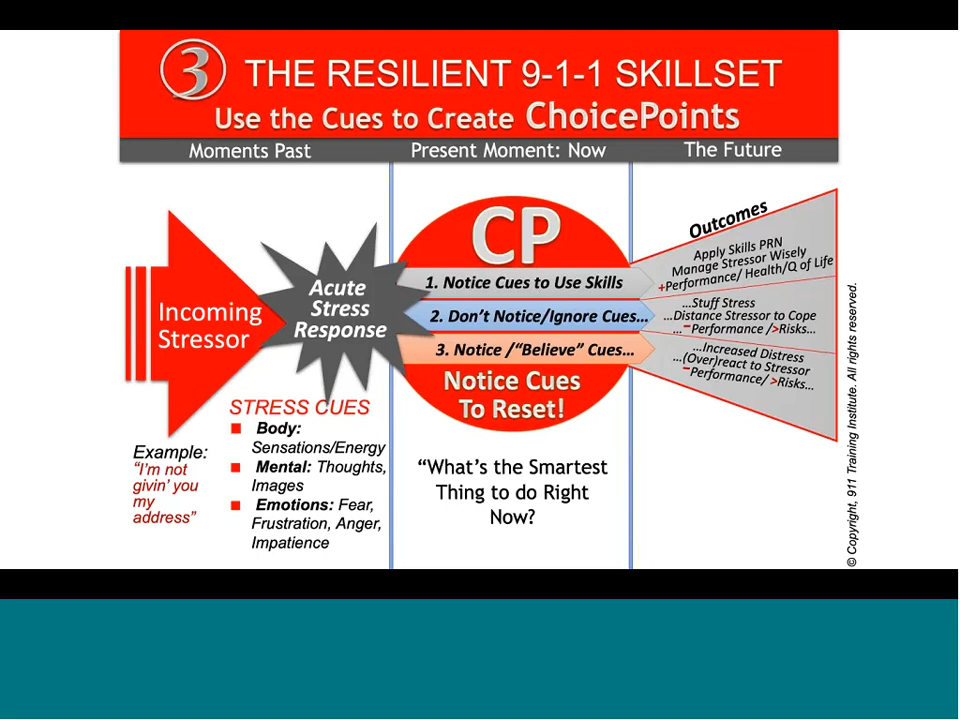 3 THE RESILIENT 9-1-1 SKILLSET
Use the Cues to Create ChoicePoints
Moments Past
Present Moment: Now
The Future
Incoming
Stressor
Acute
Stress
Response
STRESS CUES
Body:
Sensations/Energy
Mental: Thoughts,
Images
Emotions: Fear,
Frustration, Anger,
Impatience
Example:
“I’m not
givin’ you
my
address”
CP
1. Notice Cues to Use Skills
2. Don’t Notice/Ignore Cues...
3. Notice /“Believe” Cues…
Notice Cues
To Reset!
“What’s the Smartest
Thing to do Right
Now?
Outcomes
Apply Skills PRN
Manage Stressor Wisely
+Performance/ Health/Q of Life
...Stuff Stress
...Distance Stressor to Cope
... –Performance />Risks...
...Increased Distress
...(Over)react to Stressor
–Performance/ >Risks...
© Copyright, 911 Training Institute. All rights reserved.